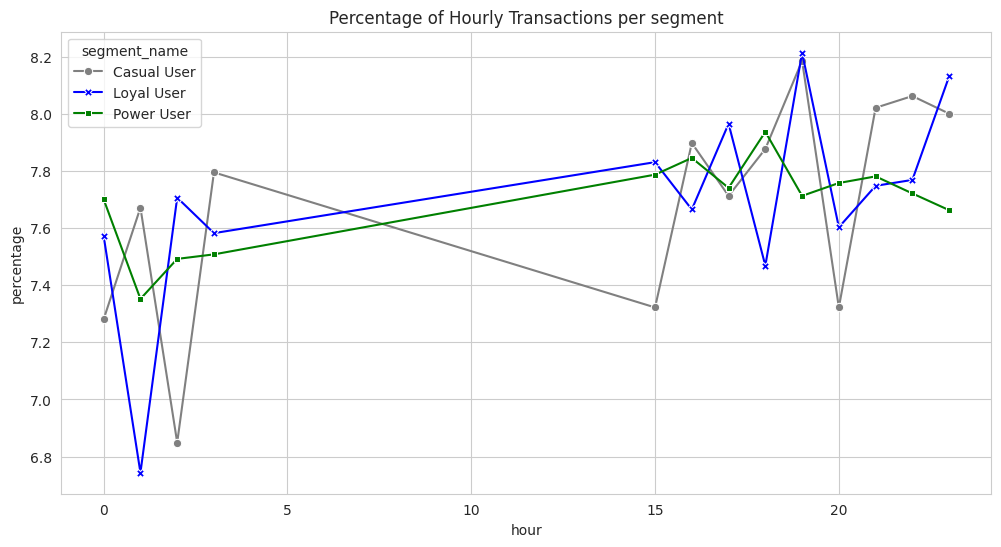 Percentage of Hourly Transactions per segment
segment_name
Casual User
Loyal User
Power User
percentage
8.2
8.0
7.8
7.6
7.4
7.2
7.0
6.8
0 5 10 15 20
hour